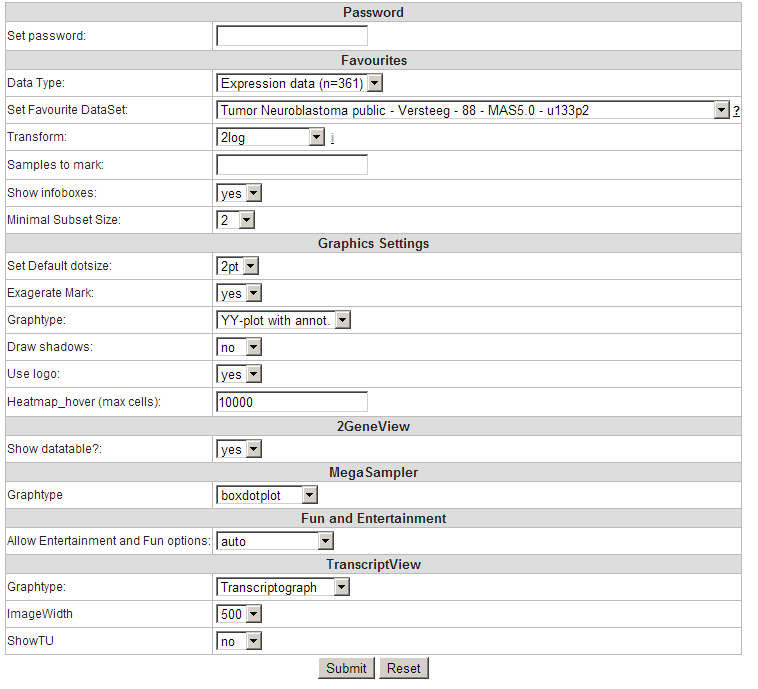 Password
Set password:
Favourites
Data Type: Expression data (n=361)
Set Favourite DataSet: Tumor Neuroblastoma public - Versteeg - 88 - MAS5.0 - u133p2 ?
Transform: 2log i
Samples to mark:
Show infoboxes: yes
Minimal Subset Size: 2
Graphics Settings
Set Default dotsize: 2pt
Exagerate Mark: yes
Graphtype: YY-plot with annot.
Draw shadows: no
Use logo: yes
Heatmap_hover (max cells): 10000
2GeneView
Show datatable?: yes
MegaSampler
Graphtype boxdotplot
Fun and Entertainment
Allow Entertainment and Fun options: auto
TranscriptView
Graphtype: Transcriptograph
ImageWidth 500
ShowTU no
Submit Reset